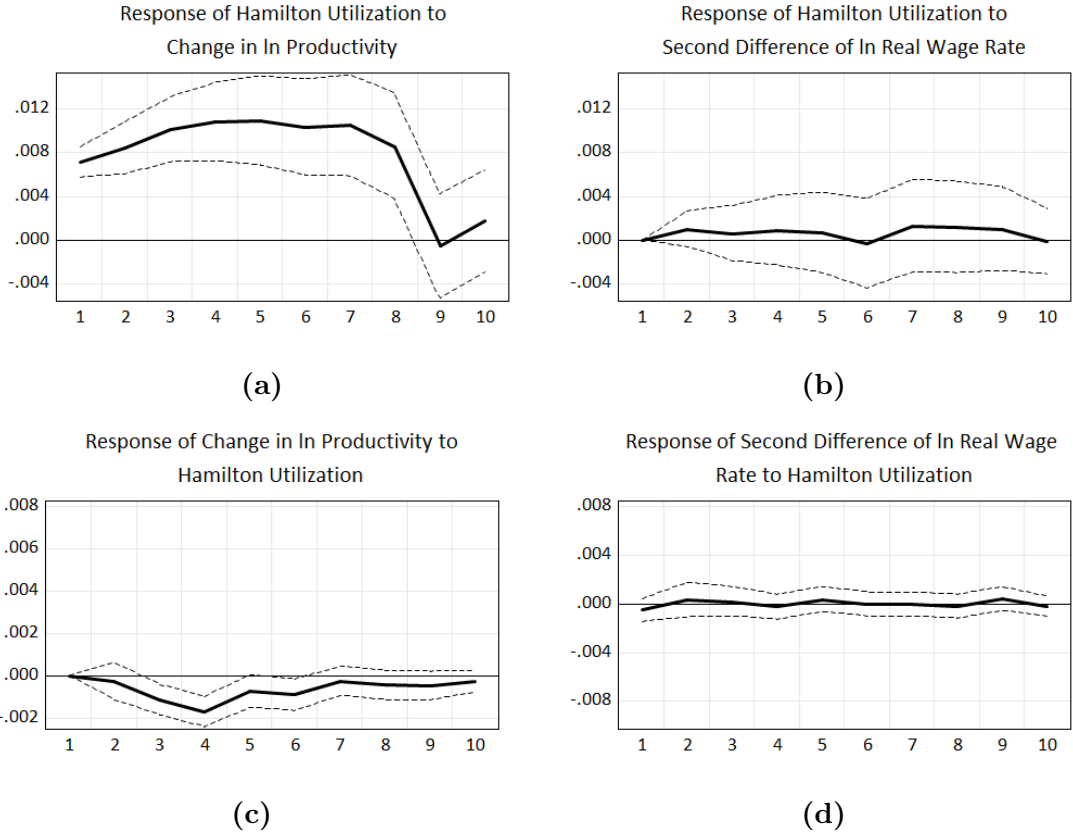 Response of Hamilton Utilization to
Change in ln Productivity
.012
.008
.004
.000
-.004
1 2 3 4 5 6 7 8 9 10
(a)
Response of Hamilton Utilization to
Second Difference of ln Real Wage Rate
.012
.008
.004
.000
-.004
1 2 3 4 5 6 7 8 9 10
(b)
Response of Change in ln Productivity to
Hamilton Utilization
.008
.006
.004
.002
.000
-.002
1 2 3 4 5 6 7 8 9 10
(c)
Response of Second Difference of ln Real Wage
Rate to Hamilton Utilization
.008
.004
.000
-.004
-.008
1 2 3 4 5 6 7 8 9 10
(d)